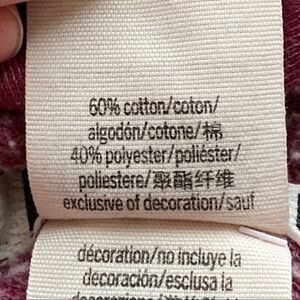 60% cotton/coton/
algodón/cotone/棉
40% polyester/poliéster/
poliestere/聚酯纤维
exclusive of decoration/sauf
décoration/no incluye la
decoración/esclusa la